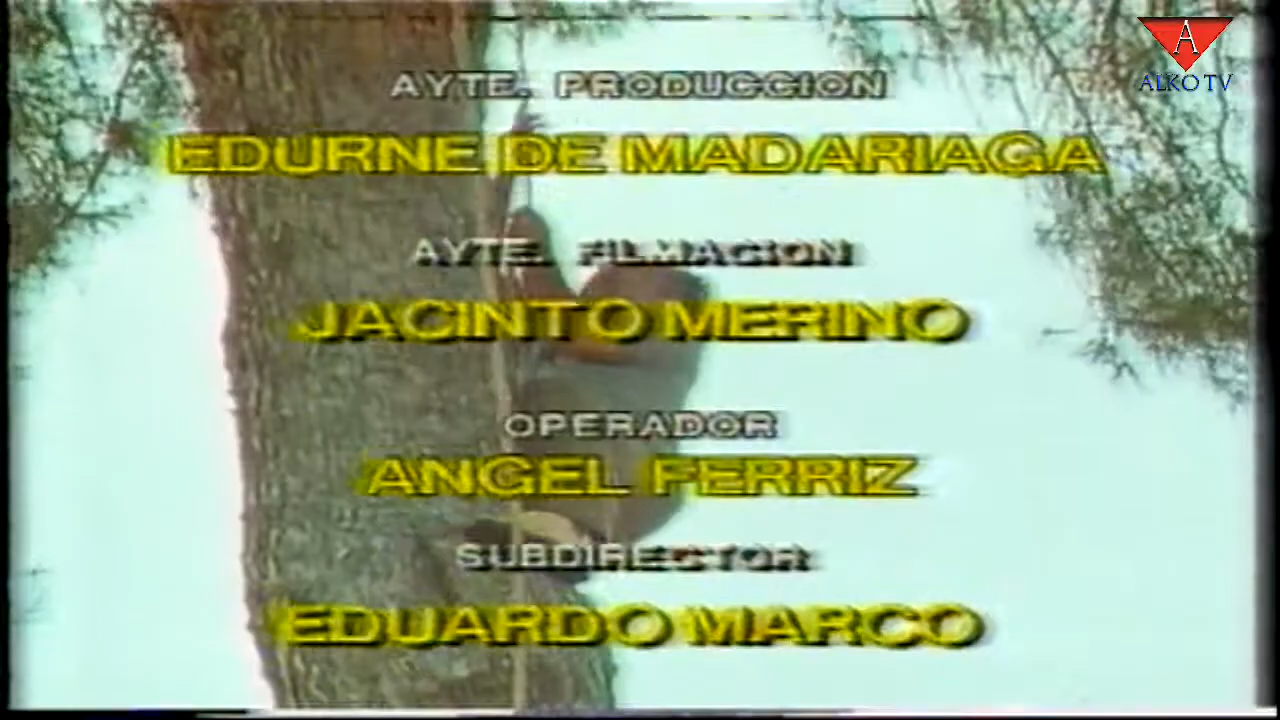 A
ALKO TV
AYTE. PRODUCCION
EDURNE DE MADARIAGA
AYTE. FILMACION
JACINTO MERINO
OPERADOR
ANGEL FERRIZ
SUBDIRECTOR
EDUARDO MARCO